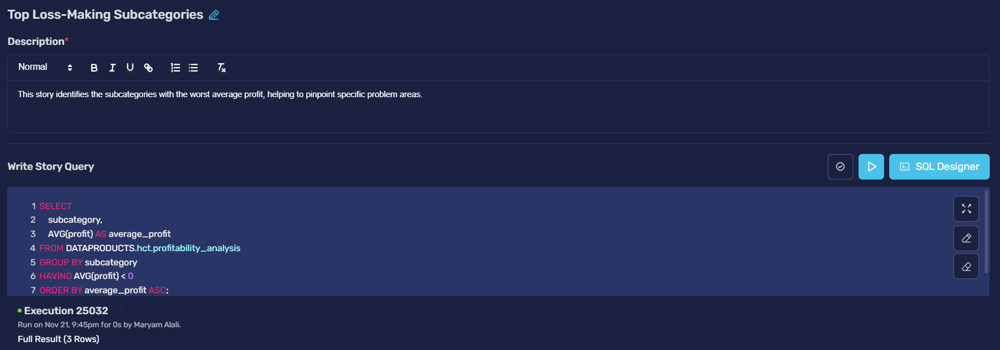 Top Loss-Making Subcategories
Description*
Normal B I U
This story identifies the subcategories with the worst average profit, helping to pinpoint specific problem areas.
Write Story Query
SQL Designer
1 SELECT
2 subcategory,
3 AVG(profit) AS average_profit
4 FROM DATAPRODUCTS.hct.profitability_analysis
5 GROUP BY subcategory
6 HAVING AVG(profit) < 0
7 ORDER BY average_profit ASC;
Execution 25032
Run on Nov 21, 9:45pm for 0s by Maryam Alali.
Full Result (3 Rows)